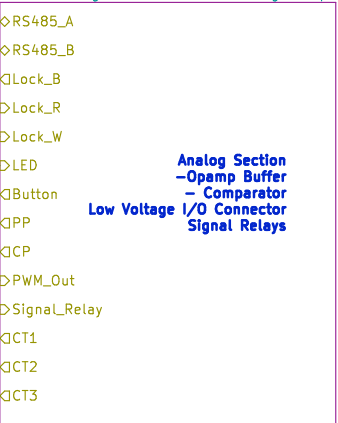 RS485_A
RS485_B
Lock_B
Lock_R
Lock_W
LED
Analog Section
-Opamp Buffer
Button
- Comparator
Low Voltage I/O Connector
PP
Signal Relays
CP
PWM_Out
Signal_Relay
CT1
CT2
CT3